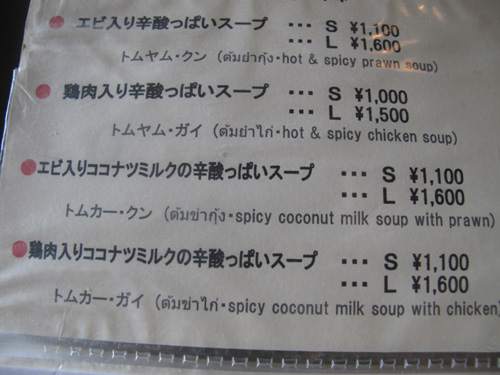 ●エビ入り辛酸っぱいスープ ・・・ S ¥1,100
・・・ L ¥1,600
トムヤム・クン (ต้มยำกุ้ง・hot & spicy prawn soup)
●鶏肉入り辛酸っぱいスープ ・・・ S ¥1,000
・・・ L ¥1,500
トムヤム・ガイ (ต้มยำไก่・hot & spicy chicken soup)
●エビ入りココナツミルクの辛酸っぱいスープ ・・・ S ¥1,100
・・・ L ¥1,600
トムカー・クン (ต้มข่ากุ้ง・spicy coconut milk soup with prawn)
●鶏肉入りココナツミルクの辛酸っぱいスープ ・・・ S ¥1,100
・・・ L ¥1,600
トムカー・ガイ (ต้มข่าไก่・spicy coconut milk soup with chicken)